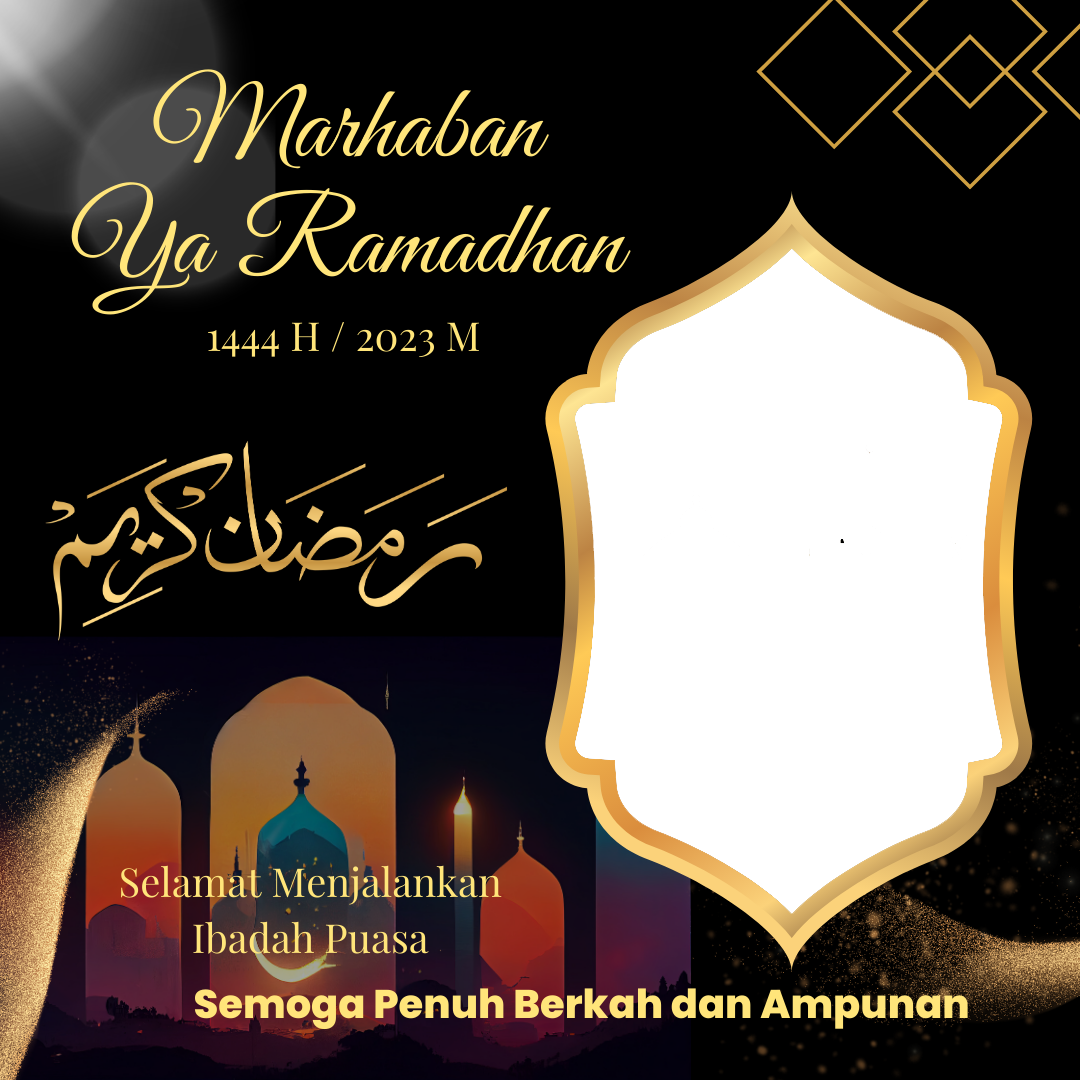 Marhaban
Ya Ramadhan
1444 H / 2023 M
رمضان كريم
Selamat Menjalankan
Ibadah Puasa
Semoga Penuh Berkah dan Ampunan